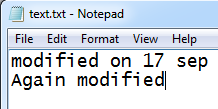 text.txt - Notepad
File Edit Format View Help
modified on 17 sep
Again modified